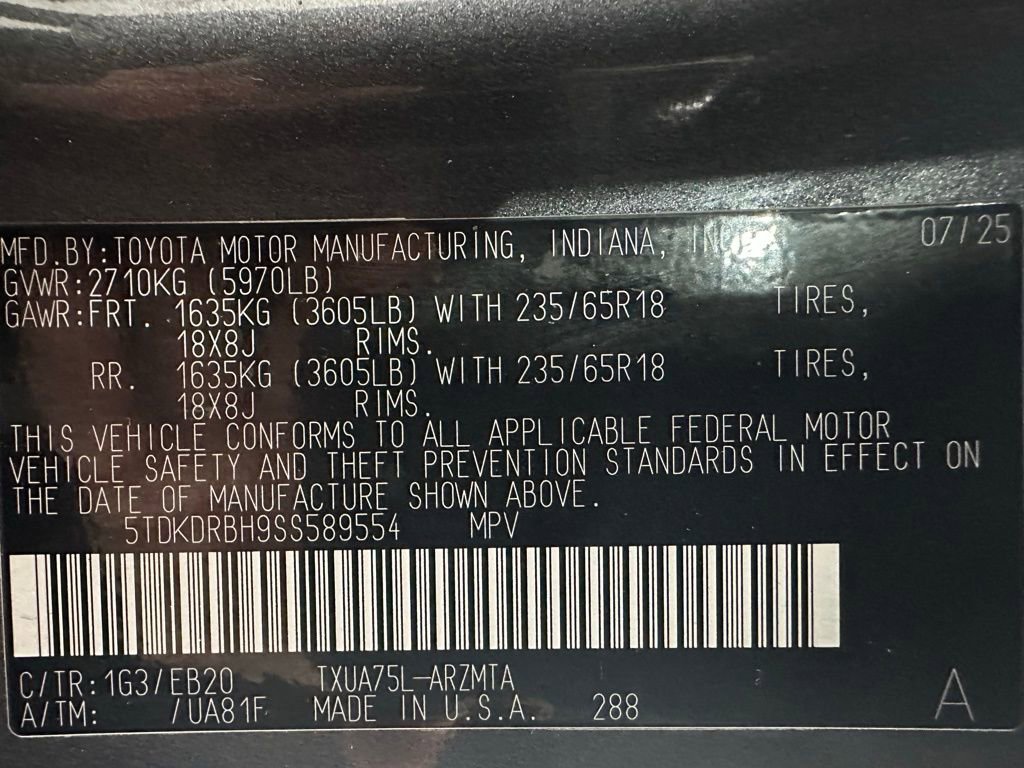 MFD.BY:TOYOTA MOTOR MANUFACTURING, INDIANA, 07/25
GVWR:2710KG (5970LB)
GAWR:FRT. 1635KG (3605LB) WITH 235/65R18 TIRES,
18X8J RIMS.
RR. 1635KG (3605LB) WITH 235/65R18 TIRES,
18X8J RIMS.
THIS VEHICLE CONFORMS TO ALL APPLICABLE FEDERAL MOTOR
VEHICLE SAFETY AND THEFT PREVENTION STANDARDS IN EFFECT ON
THE DATE OF MANUFACTURE SHOWN ABOVE.
5TDKDRBH9SS589554 MPV
C/TR:1G3/EB20 TXUA75L-ARZMTA
A/TM: /UA81F MADE IN U.S.A. 288
A